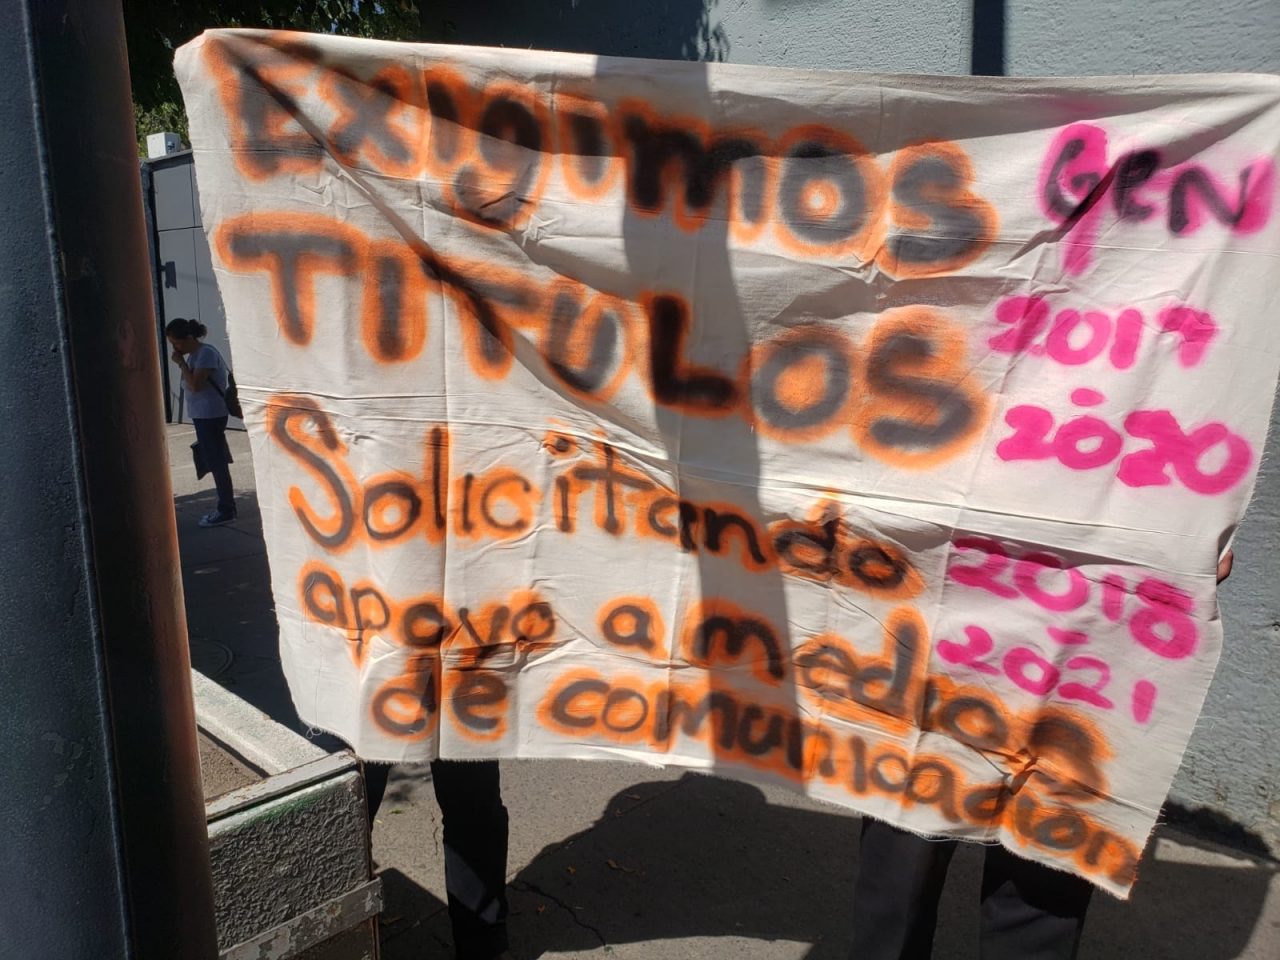 Exigimos
TITULOS
Solicitando
apoyo a medios
de comunicación
GEN
2017
-
2020
2018
-
2021